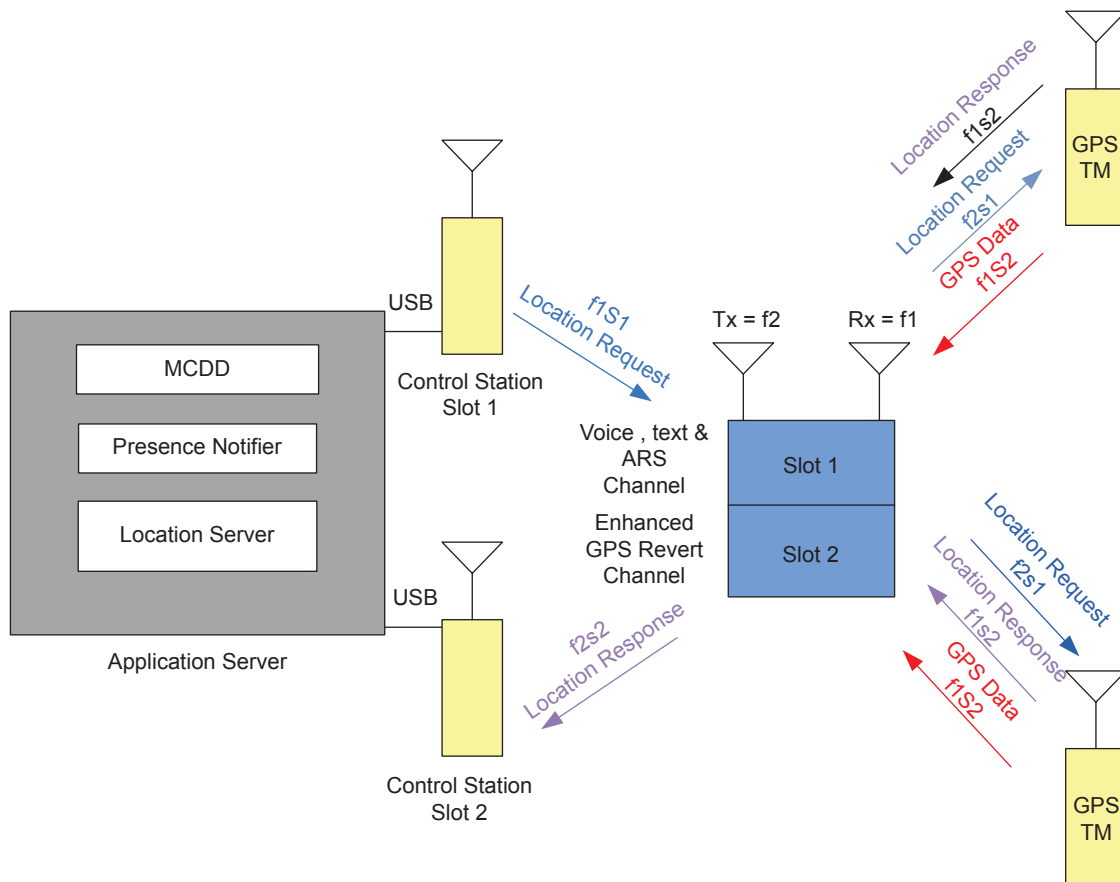 Location Response
f1s2
Location Request
f2s1
GPS Data
f1S2
GPS
TM
USB
f1S1
Location Request
Tx = f2
Rx = f1
MCDD
Presence Notifier
Location Server
Control Station
Slot 1
Voice , text &
ARS
Channel
Slot 1
Enhanced
GPS Revert
Channel
Slot 2
USB
Application Server
f2s2
Location Response
Control Station
Slot 2
Location Request
f2s1
Location Response
f1s2
GPS Data
f1S2
GPS
TM